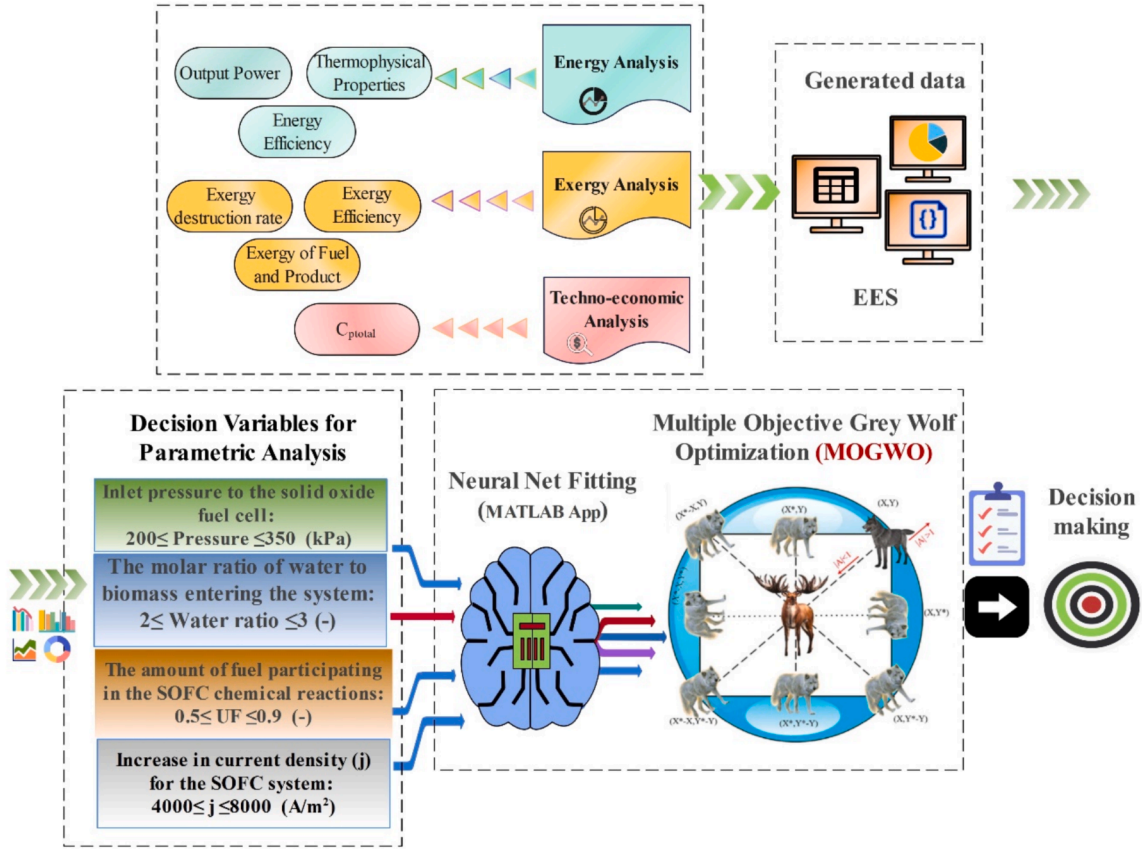 Output Power
Thermophysical
Properties
Energy
Efficiency
Energy Analysis
Exergy
destruction rate
Exergy
Efficiency
Exergy of Fuel
and Product
Exergy Analysis
C_ptotal
Techno-economic
Analysis
$
Generated data
{}
EES
Decision Variables for
Parametric Analysis
Inlet pressure to the solid oxide
fuel cell:
200≤ Pressure ≤350 (kPa)
The molar ratio of water to
biomass entering the system:
2≤ Water ratio ≤3 (-)
The amount of fuel participating
in the SOFC chemical reactions:
0.5≤ UF ≤0.9 (-)
Increase in current density (j)
for the SOFC system:
4000≤ j ≤8000 (A/m²)
Neural Net Fitting
(MATLAB App)
Multiple Objective Grey Wolf
Optimization (MOGWO)
(X*-X,Y)
(X*,Y)
(X,Y)
|A|>1
|A|<1
(X,Y*)
(X*-X,Y*-Y)
(X*,Y*-Y)
(X,Y*-Y)
Decision
making